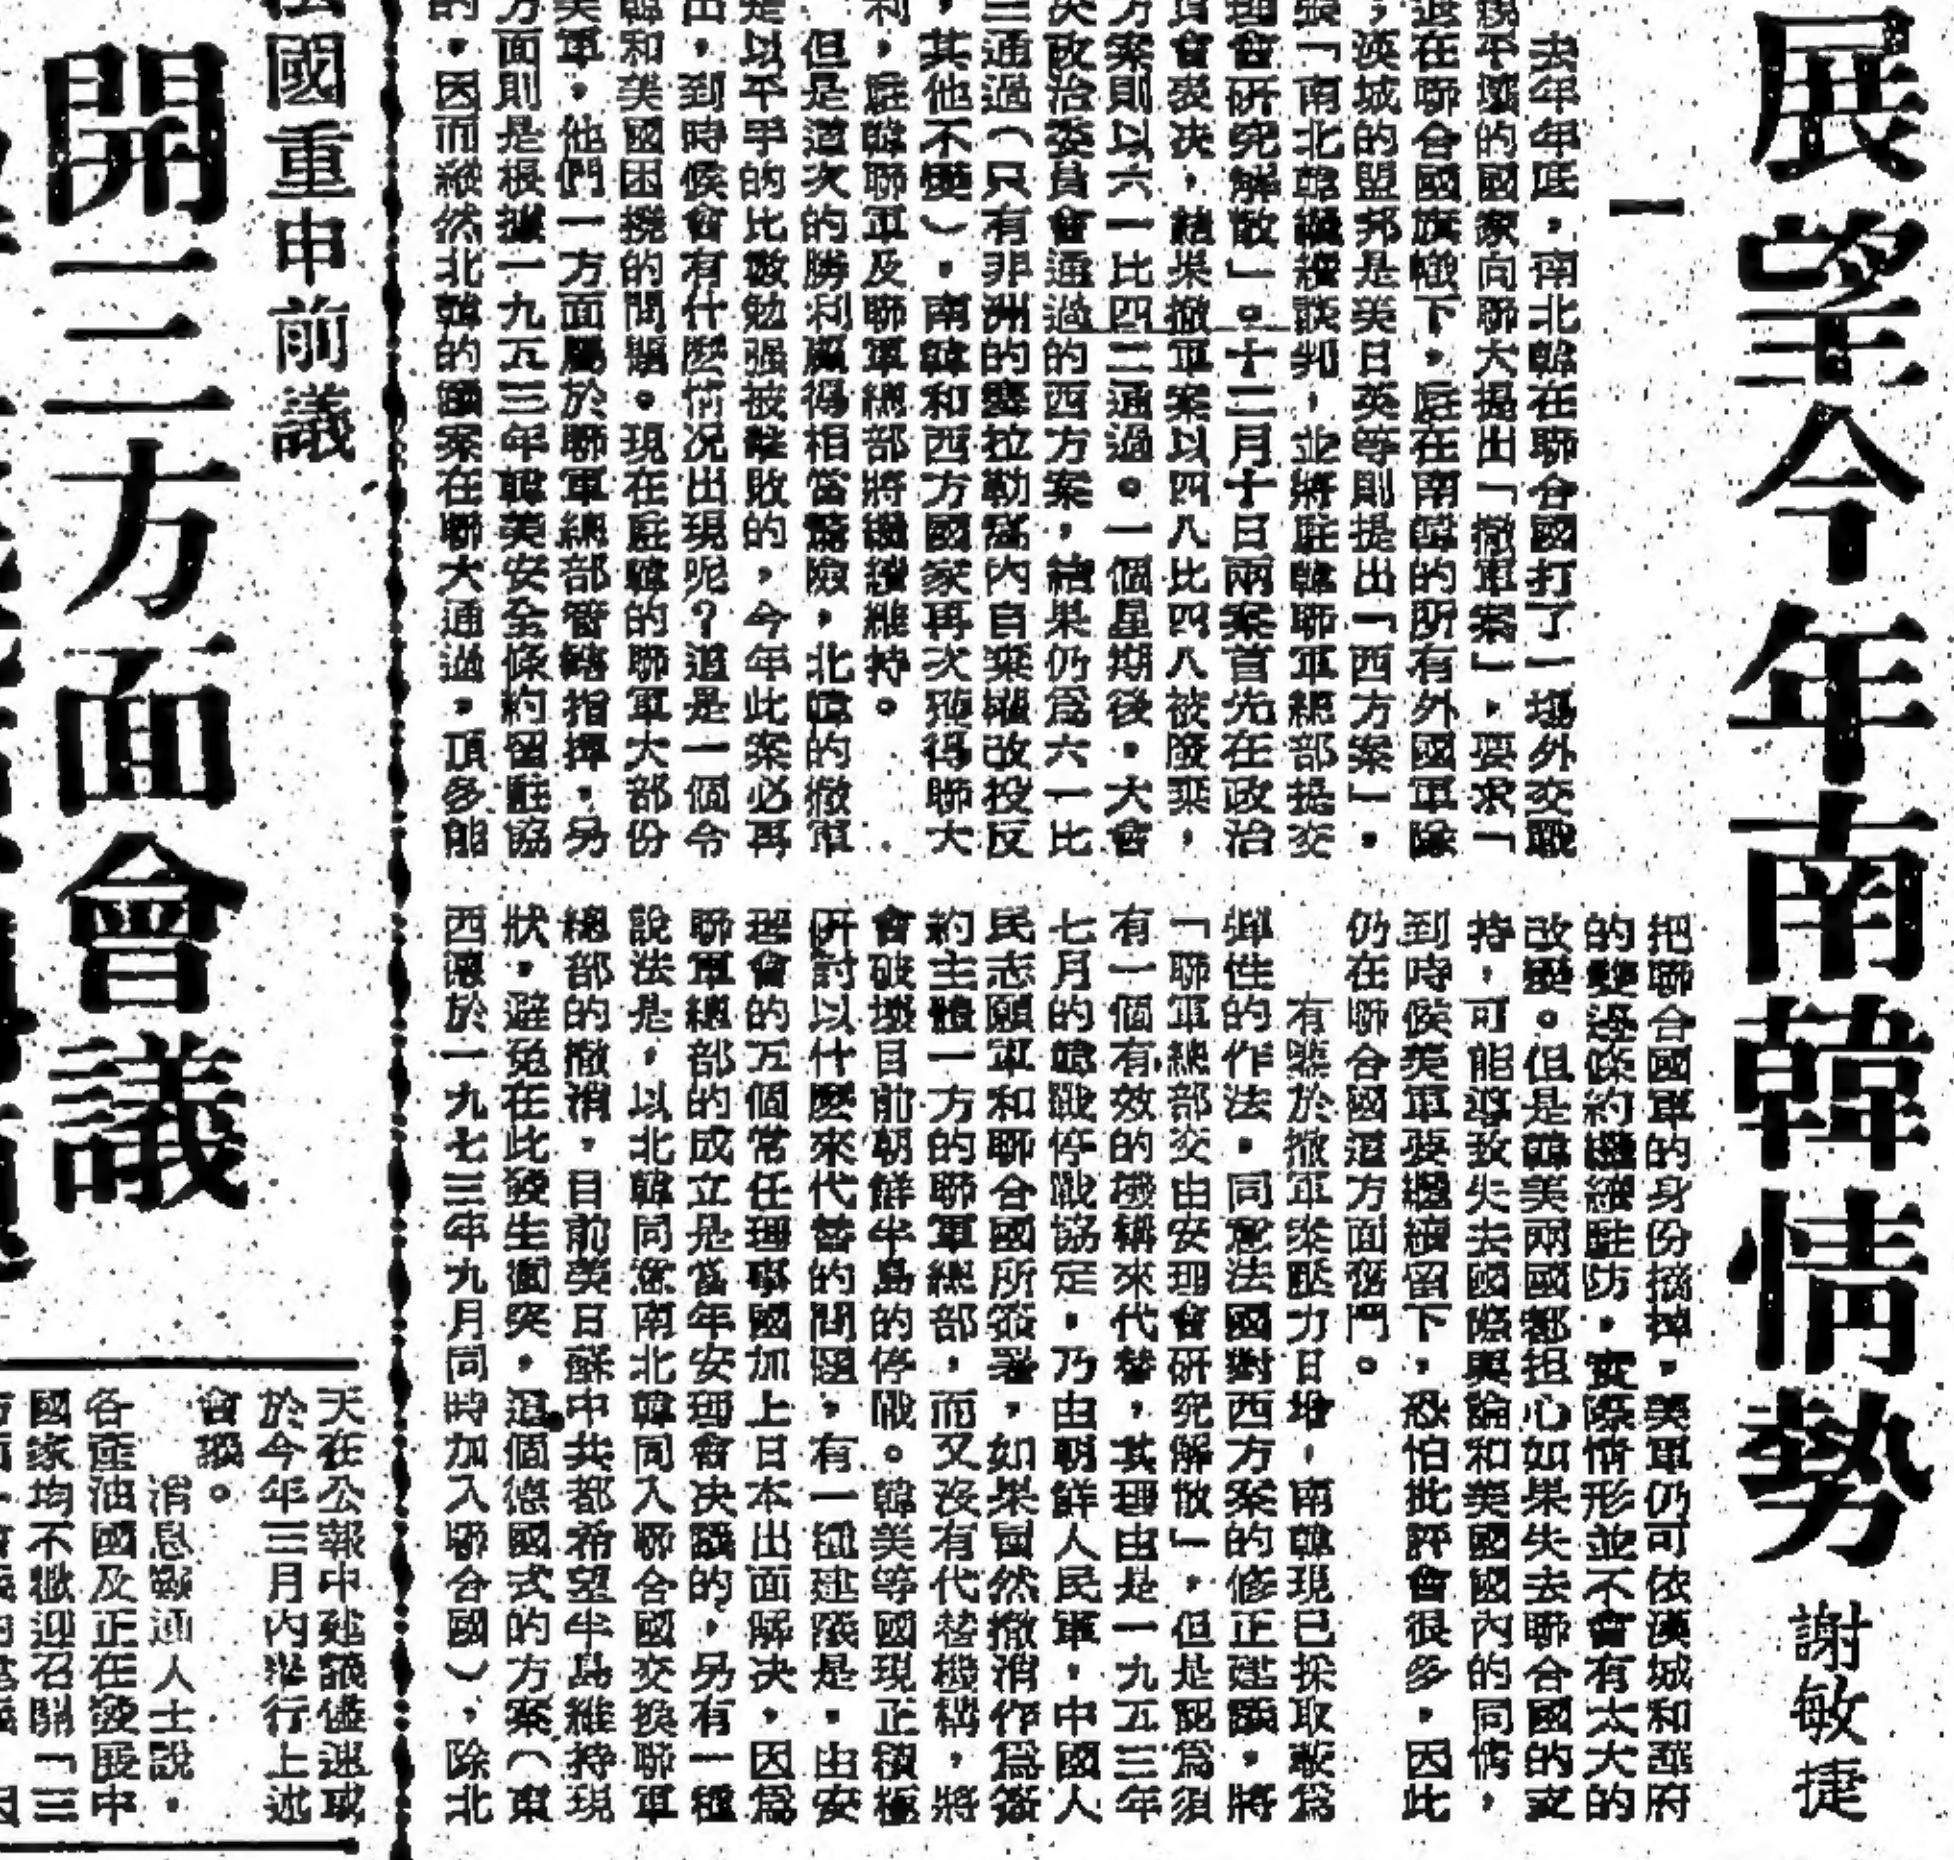 展望今年南韓情勢
謝敏捷
一
去年年底，南北韓在聯合國打了一場外交戰
不壞的國家向聯大提出「撤軍案」，要求「
在聯合國旗幟下，駐在南韓的所有外國軍隊
，漢城的盟邦是美日英等則提出「西方案」，
「南北韓繼續談判，並將駐韓聯軍總部提交
理會研究解散」。十二月十日兩案首先在政治
員會表決，結果撤軍案以四八比四八被廢棄，
方案則以六一比四二通過。一個星期後，大會
決政治委員會通過的西方案，結果仍為六一比
三通過（只有非洲的塞拉勒窩內自棄權改投反
，其他不變），南韓和西方國家再次獲得聯大
利，駐韓聯軍及聯軍總部將繼續維持。
但是這次的勝利贏得相當驚險，北韓的撤軍
是以平手的比數勉强被擊敗的，今年此案必再
出，到時候會有什麼情況出現呢？這是一個令
韓和美國困擾的問題。現在駐韓的聯軍大部份
美軍，他們一方面屬於聯軍總部管轄指揮，另
方面則是根據一九五三年韓美安全條約留駐協
的，因而縱然北韓的議案在聯大通過，頂多能
把聯合國軍的身份摘掉，美軍仍可依漢城和華府
的雙邊條約繼續駐防，實際情形並不會有太大的
改變。但是韓美兩國都担心如果失去聯合國的支
持，可能導致失去國際輿論和美國國內的同情，
到時候美軍要繼續留下，恐怕批評會很多，因此
仍在聯合國這方面奮鬥。
有鑒於撤軍案壓力日增，南韓現已採取較為
彈性的作法，同意法國對西方案的修正建議，將
「聯軍總部交由安理會研究解散」，但是認為須
有一個有效的機構來代替，其理由是一九五三年
七月的韓戰停戰協定，乃由朝鮮人民軍，中國人
民志願軍和聯合國所簽署，如果冒然撤消作為簽
約主體一方的聯軍總部，而又沒有代替機構，將
會破壞目前朝鮮半島的停戰。韓美等國現正積極
研討以什麼來代替的問題，有一種建議是，由安
理會的五個常任理事國加上日本出面解決，因為
聯軍總部的成立是當年安理會決議的，另有一種
說法是，以北韓同意南北韓同入聯合國交換聯軍
總部的撤消，目前美日蘇中共都希望半島維持現
狀，避免在此發生衝突，這個德國式的方案（東
西德於一九七三年九月同時加入聯合國），除北
國重申前議
開三方面會議
天在公報中建議儘速或
於今年三月內舉行上述
會議。
消息靈通人士說，
各產油國及正在發展中
國家均不歡迎召開「三